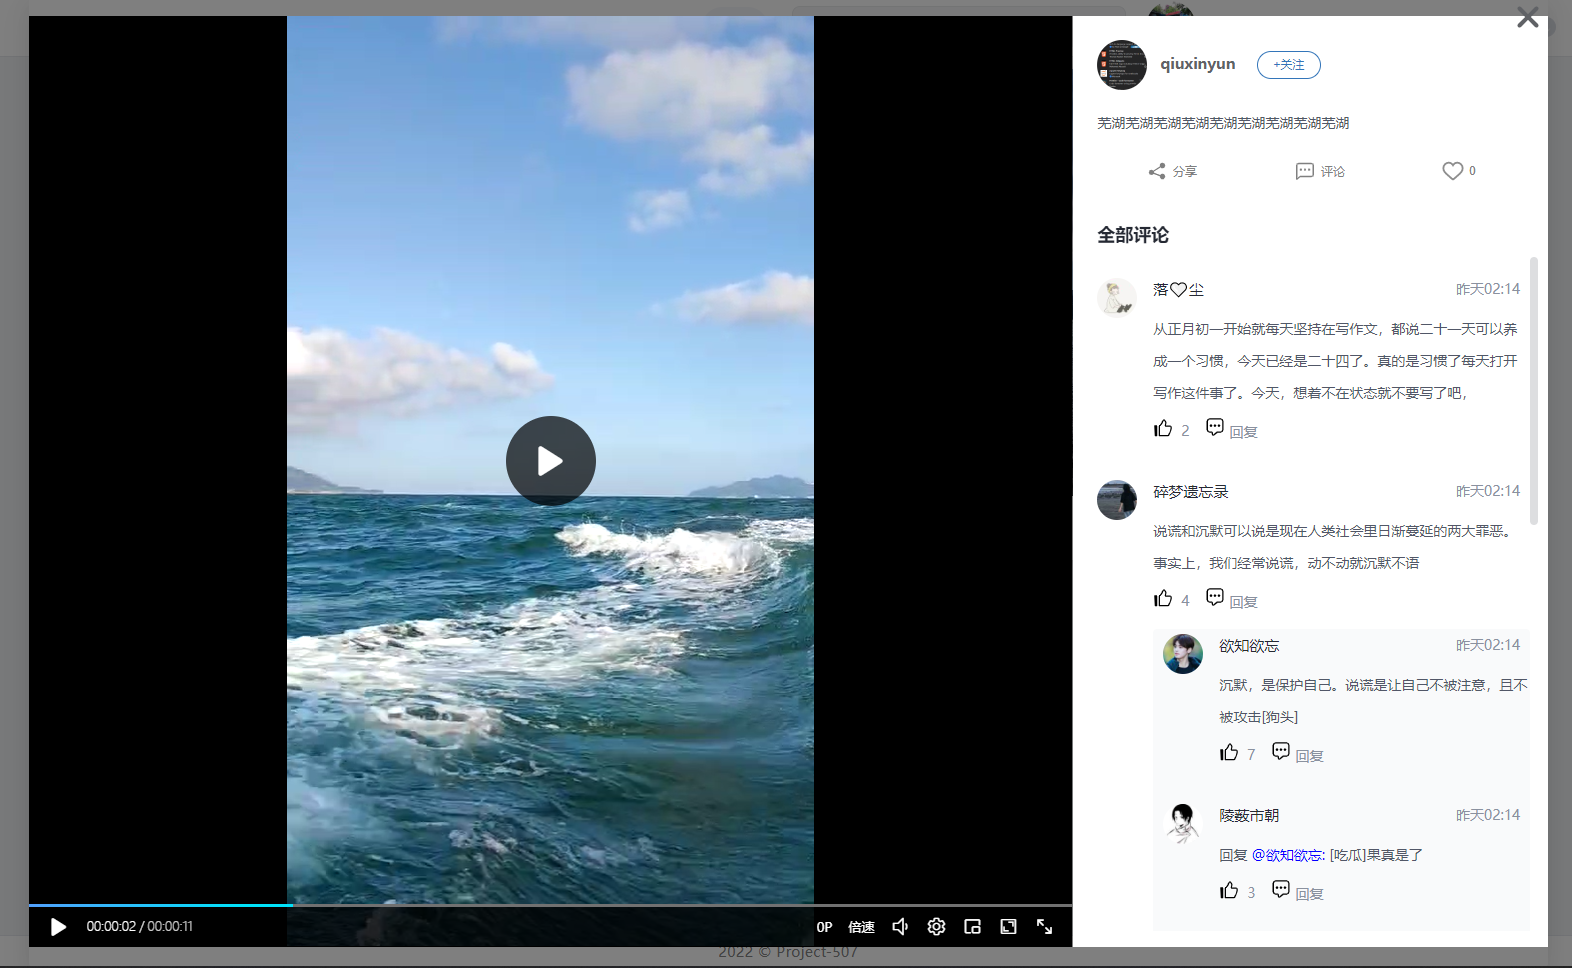 qiuxinyun
+关注
芜湖芜湖芜湖芜湖芜湖芜湖芜湖芜湖芜湖
分享
评论
0
全部评论
落♡尘
昨天02:14
从正月初一开始就每天坚持在写作文，都说二十一天可以养
成一个习惯，今天已经是二十四了。真的是习惯了每天打开
写作这件事了。今天，想着不在状态就不要写了吧，
2
回复
碎梦遗忘录
昨天02:14
说谎和沉默可以说是现在人类社会里日渐蔓延的两大罪恶。
事实上，我们经常说谎，动不动就沉默不语
4
回复
欲知欲忘
昨天02:14
沉默，是保护自己。说谎是让自己不被注意，且不
被攻击[狗头]
7
回复
陵薮市朝
昨天02:14
回复 @欲知欲忘: [吃瓜]果真是了
3
回复
00:00:02 / 00:00:11
0P
倍速
2022 © Project-507